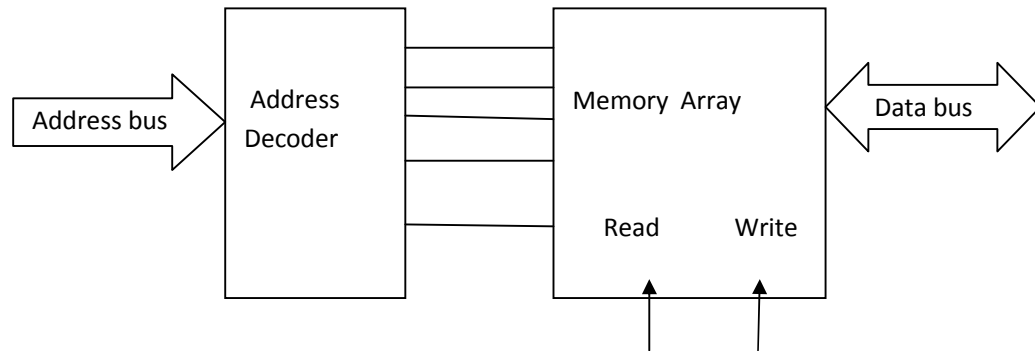 Address bus
Address
Decoder
Memory Array
Read
Write
Data bus